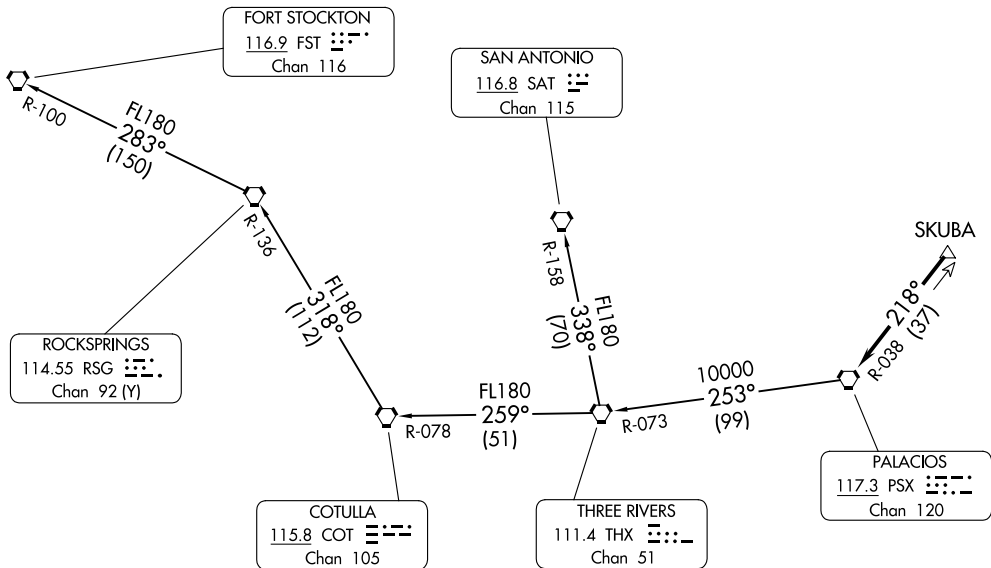 FORT STOCKTON
116.9 FST
Chan 116
SAN ANTONIO
116.8 SAT
Chan 115
R-100
FL180
283°
(150)
R-136
R-158
SKUBA
218°
(37)
R-038
FL180
318°
(112)
FL180
338°
(70)
ROCKSPRINGS
114.55 RSG
Chan 92 (Y)
10000
253°
(99)
FL180
259°
(51)
R-078
R-073
PALACIOS
117.3 PSX
Chan 120
COTULLA
115.8 COT
Chan 105
THREE RIVERS
111.4 THX
Chan 51